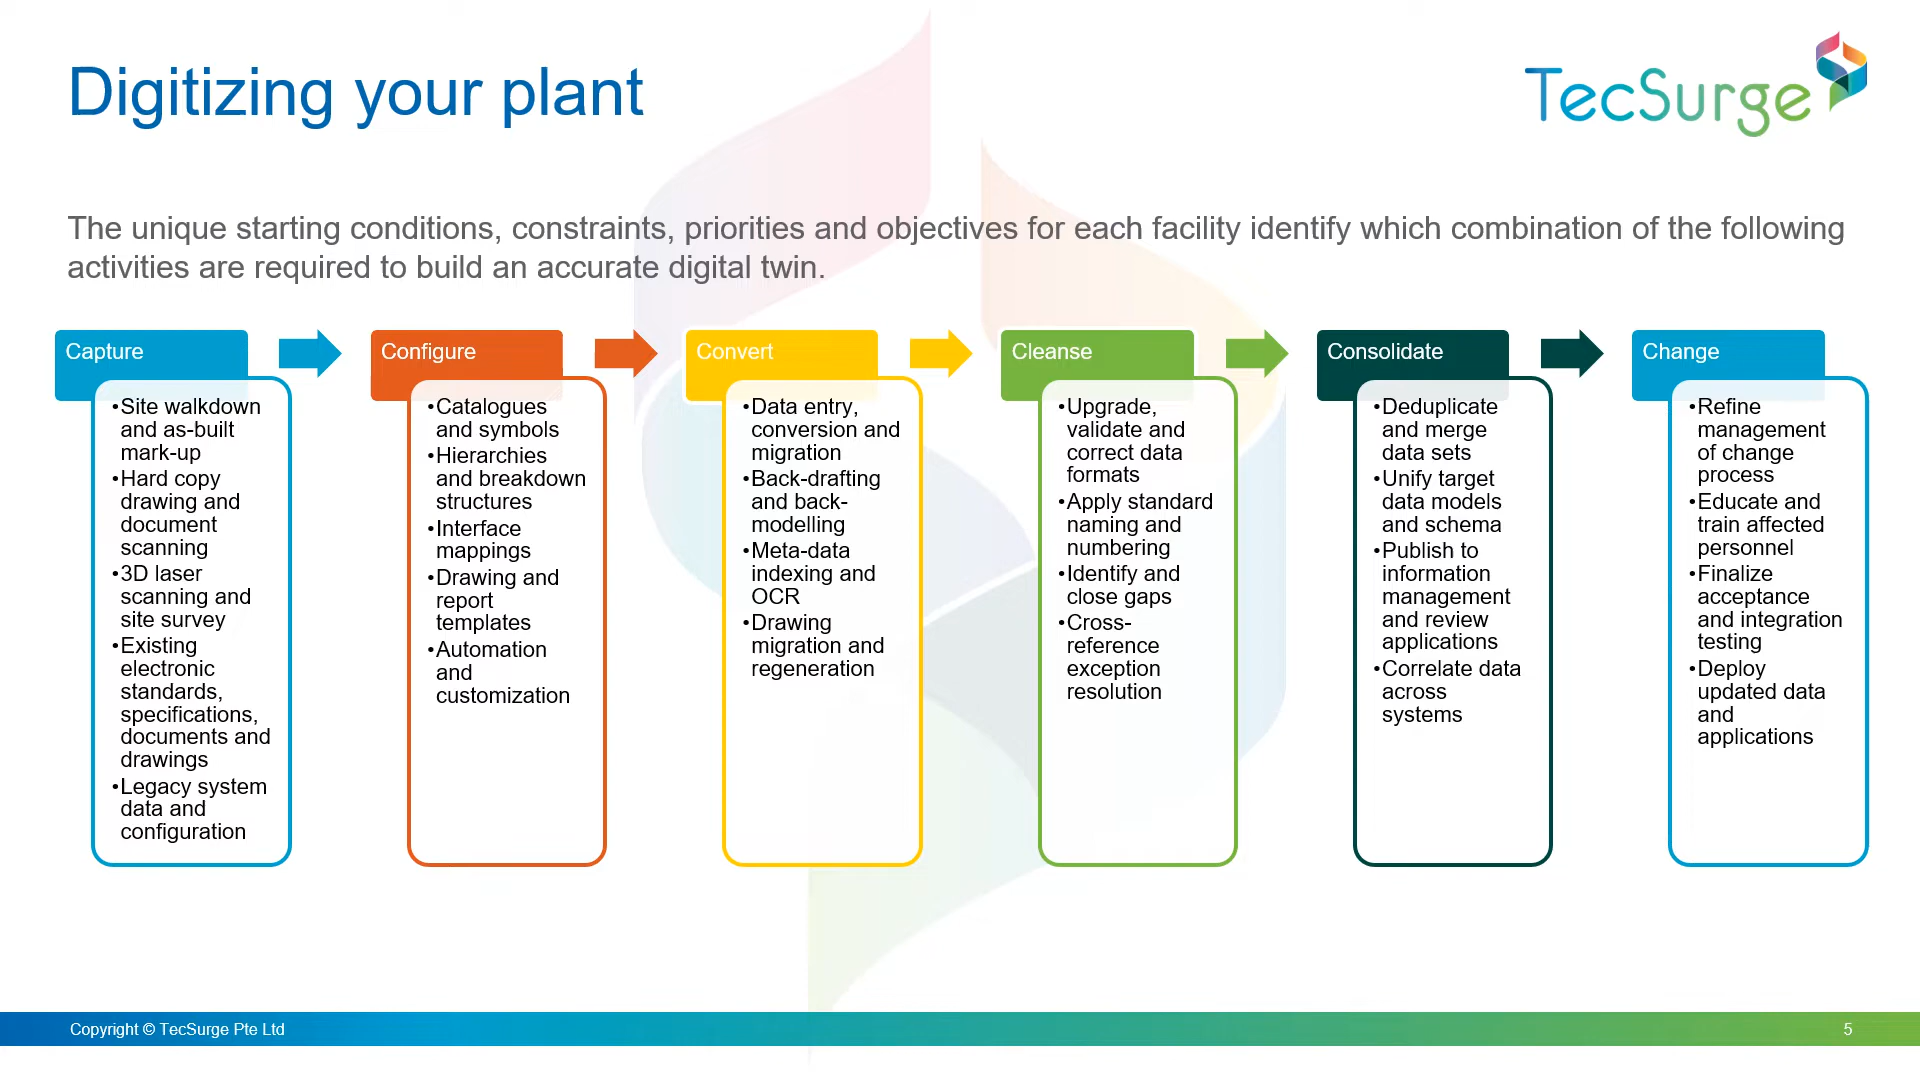 Digitizing your plant
TecSurge
The unique starting conditions, constraints, priorities and objectives for each facility identify which combination of the following
activities are required to build an accurate digital twin.
Capture
•Site walkdown
and as-built
mark-up
•Hard copy
drawing and
document
scanning
•3D laser
scanning and
site survey
•Existing
electronic
standards,
specifications,
documents and
drawings
•Legacy system
data and
configuration
Configure
•Catalogues
and symbols
•Hierarchies
and breakdown
structures
•Interface
mappings
•Drawing and
report
templates
•Automation
and
customization
Convert
•Data entry,
conversion and
migration
•Back-drafting
and back-
modelling
•Meta-data
indexing and
OCR
•Drawing
migration and
regeneration
Cleanse
•Upgrade,
validate and
correct data
formats
•Apply standard
naming and
numbering
•Identify and
close gaps
•Cross-
reference
exception
resolution
Consolidate
•Deduplicate
and merge
data sets
•Unify target
data models
and schema
•Publish to
information
management
and review
applications
•Correlate data
across
systems
Change
•Refine
management
of change
process
•Educate and
train affected
personnel
•Finalize
acceptance
and integration
testing
•Deploy
updated data
and
applications
Copyright © TecSurge Pte Ltd
5